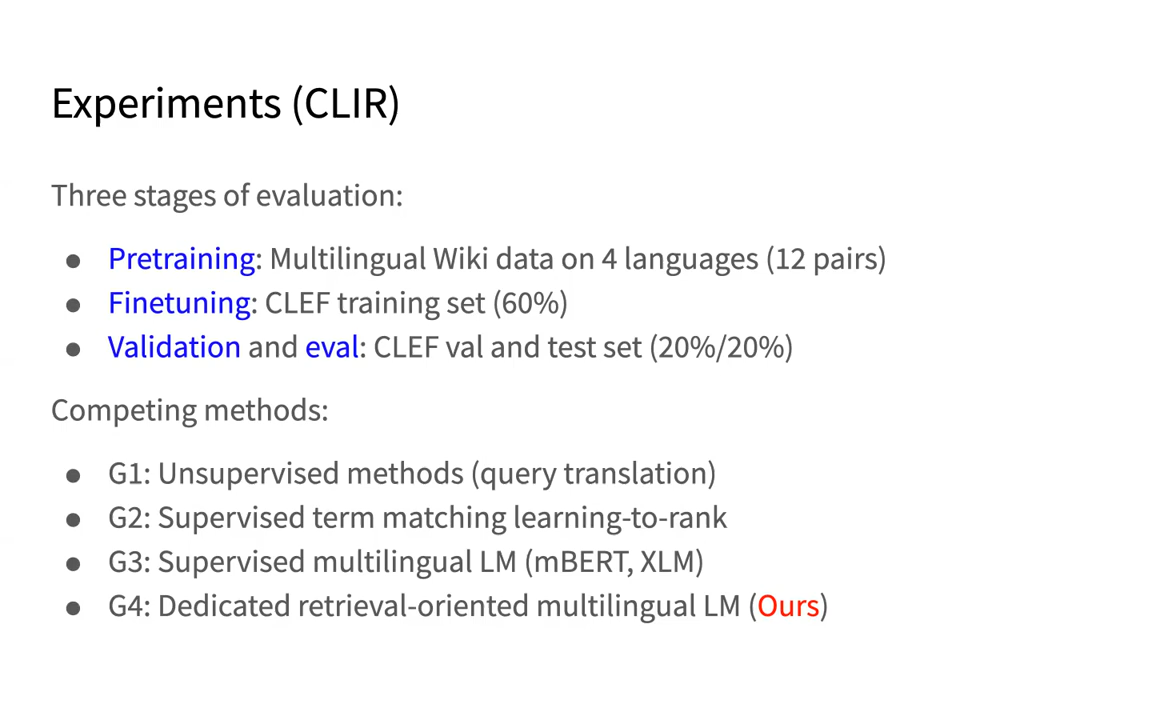 Experiments (CLIR)
Three stages of evaluation:
● Pretraining: Multilingual Wiki data on 4 languages (12 pairs)
● Finetuning: CLEF training set (60%)
● Validation and eval: CLEF val and test set (20%/20%)
Competing methods:
● G1: Unsupervised methods (query translation)
● G2: Supervised term matching learning-to-rank
● G3: Supervised multilingual LM (mBERT, XLM)
● G4: Dedicated retrieval-oriented multilingual LM (Ours)